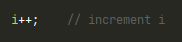 i++;    // increment i